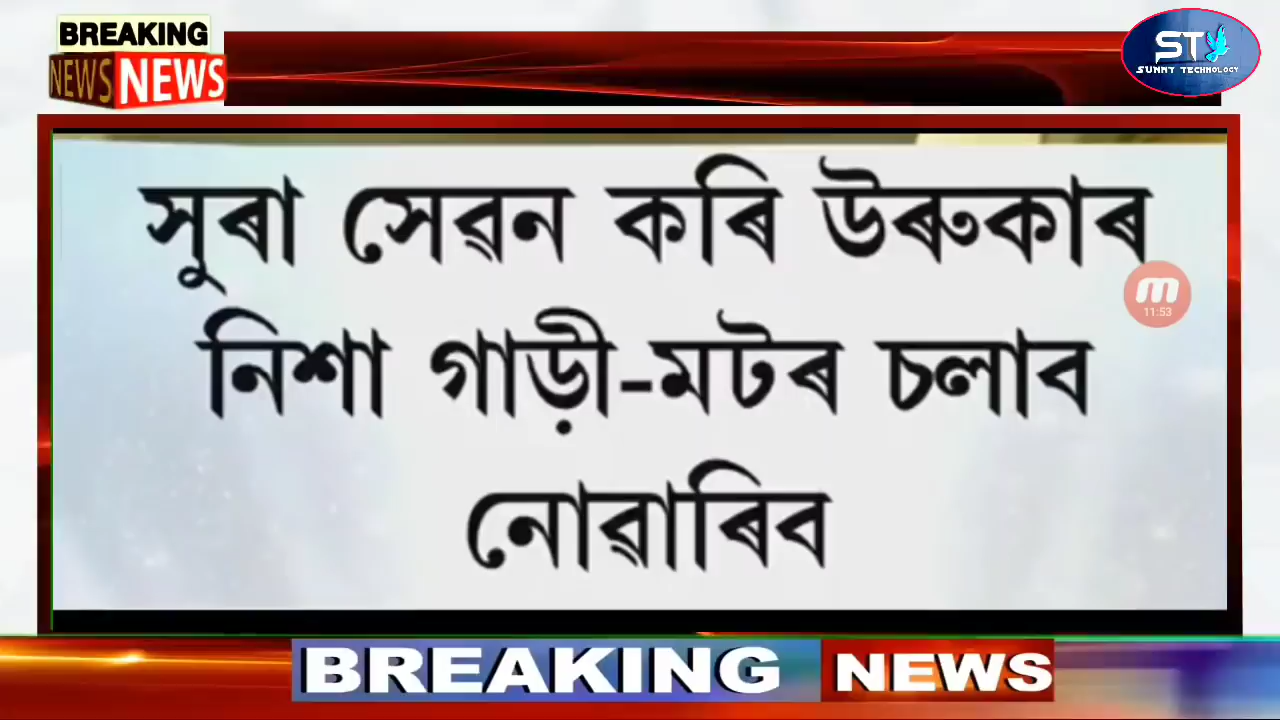 BREAKING
NEWS NEWS
ST
SUNNY TECHNOLOGY
সুৰা সেৱন কৰি উৰুকাৰ
নিশা গাড়ী-মটৰ চলাব
নোৱাৰিব
11:53
BREAKING NEWS